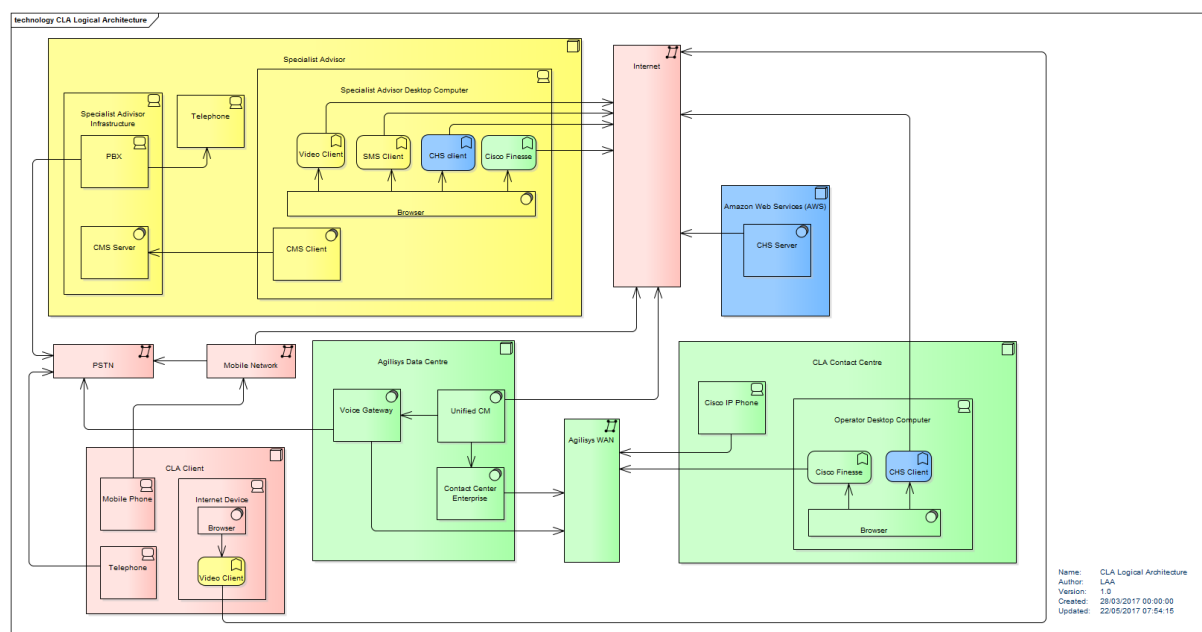 technology CLA Logical Architecture
Specialist Advisor
Specialist Adivisor
Infrastructure
PBX
Telephone
CMS Server
Specialist Advisor Desktop Computer
Video Client
SMS Client
CHS client
Cisco Finesse
Browser
CMS Client
Internet
Amazon Web Services (AWS)
CHS Server
PSTN
Mobile Network
Agilisys Data Centre
Voice Gateway
Unified CM
Contact Center
Enterprise
Agilisys WAN
CLA Contact Centre
Cisco IP Phone
Operator Desktop Computer
Cisco Finesse
CHS Client
Browser
CLA Client
Mobile Phone
Telephone
Internet Device
Browser
Video Client
Name: CLA Logical Architecture
Author: LAA
Version: 1.0
Created: 28/03/2017 00:00:00
Updated: 22/05/2017 07:54:15